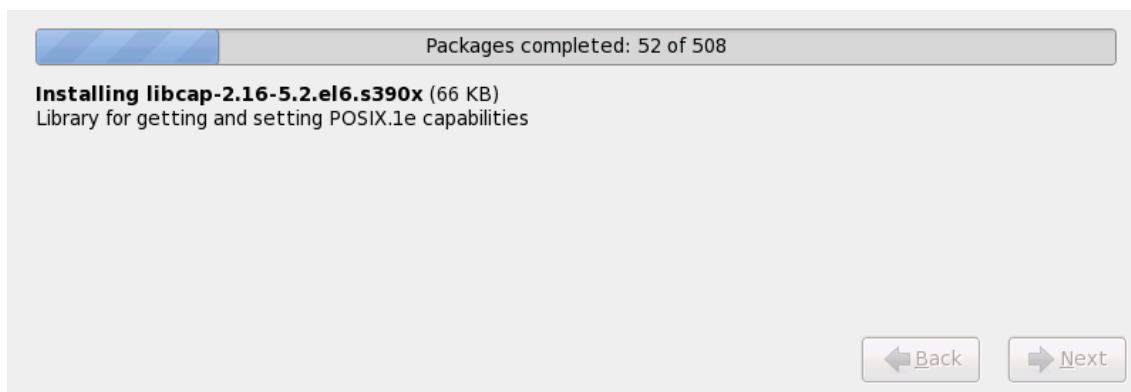 Packages completed: 52 of 508
Installing libcap-2.16-5.2.el6.s390x (66 KB)
Library for getting and setting POSIX.1e capabilities
Back
Next